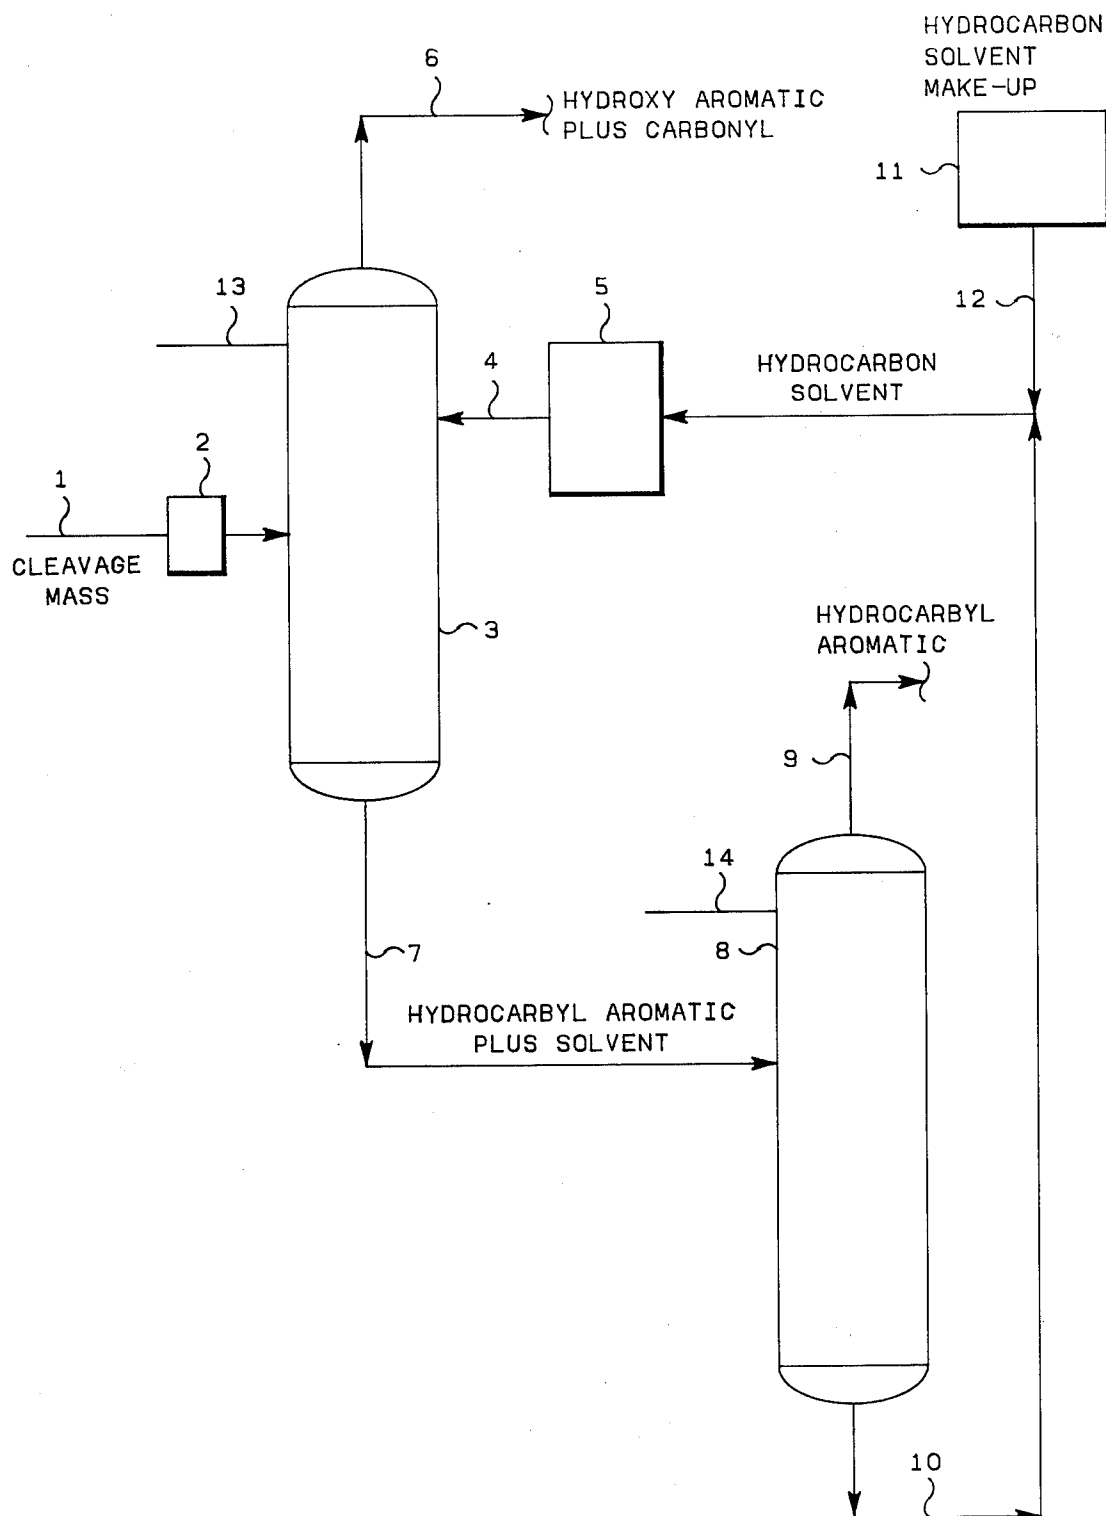 HYDROCARBON
SOLVENT
MAKE-UP
6
HYDROXY AROMATIC
PLUS CARBONYL
11
13
5
12
4
HYDROCARBON
SOLVENT
2
1
CLEAVAGE
MASS
3
HYDROCARBYL
AROMATIC
9
14
7
8
HYDROCARBYL AROMATIC
PLUS SOLVENT
10